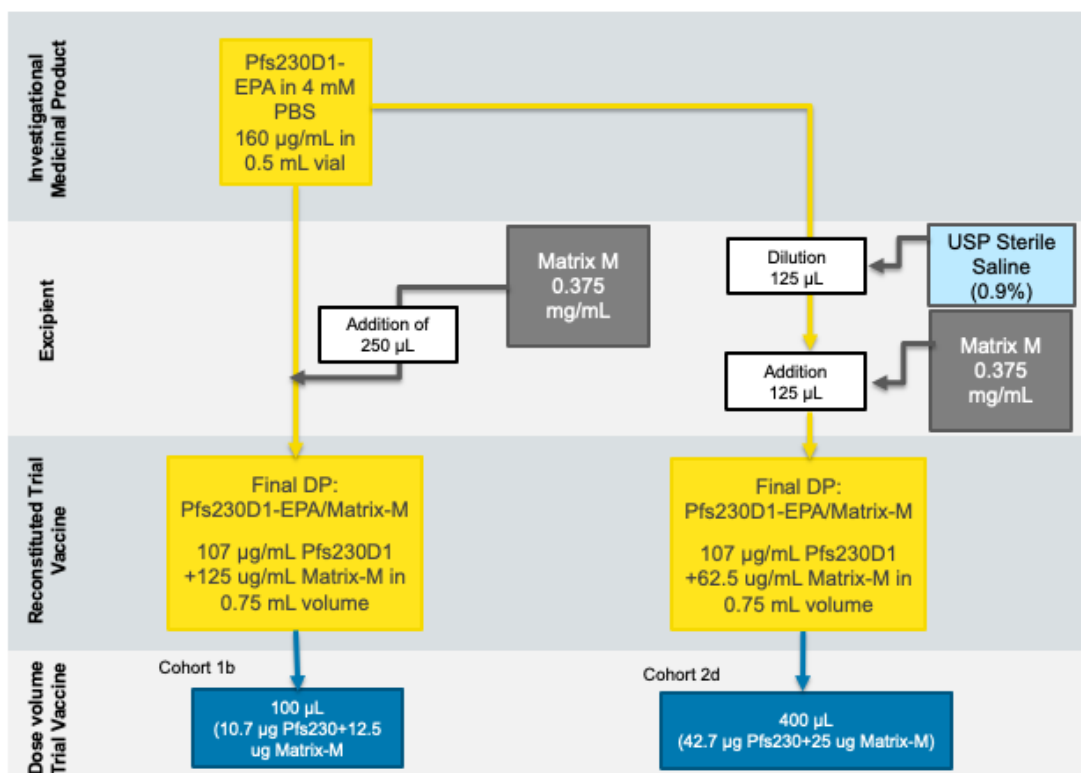 Investigational
Medicinal Product
Pfs230D1-
EPA in 4 mM
PBS
160 µg/mL in
0.5 mL vial
Excipient
Matrix M
0.375
mg/mL
Addition of
250 µL
Dilution
125 µL
USP Sterile
Saline
(0.9%)
Addition
125 µL
Matrix M
0.375
mg/mL
Reconstituted Trial
Vaccine
Final DP:
Pfs230D1-EPA/Matrix-M
107 µg/mL Pfs230D1
+125 ug/mL Matrix-M in
0.75 mL volume
Final DP:
Pfs230D1-EPA/Matrix-M
107 µg/mL Pfs230D1
+62.5 ug/mL Matrix-M in
0.75 mL volume
Dose volume
Trial Vaccine
Cohort 1b
100 µL
(10.7 µg Pfs230+12.5
ug Matrix-M
Cohort 2d
400 µL
(42.7 µg Pfs230+25 ug Matrix-M)